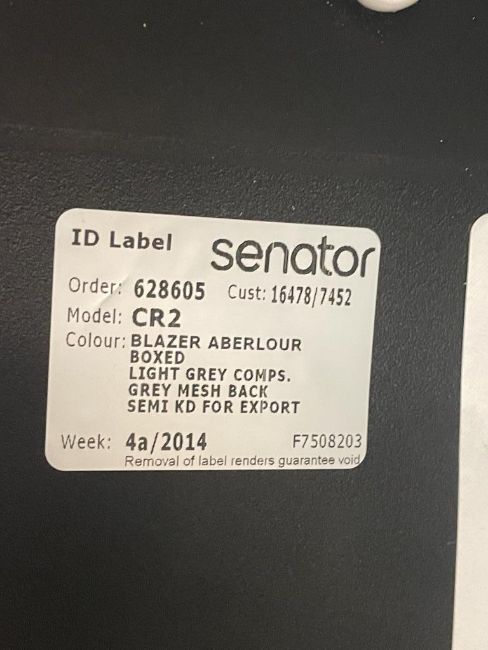 ID Label senator
Order: 628605 Cust: 16478/7452
Model: CR2
Colour: BLAZER ABERLOUR
BOXED
LIGHT GREY COMPS.
GREY MESH BACK
SEMI KD FOR EXPORT
Week: 4a/2014 F7508203
Removal of label renders guarantee void